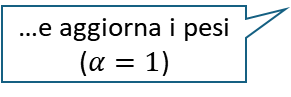 …e aggiorna i pesi
(𝛼 = 1)